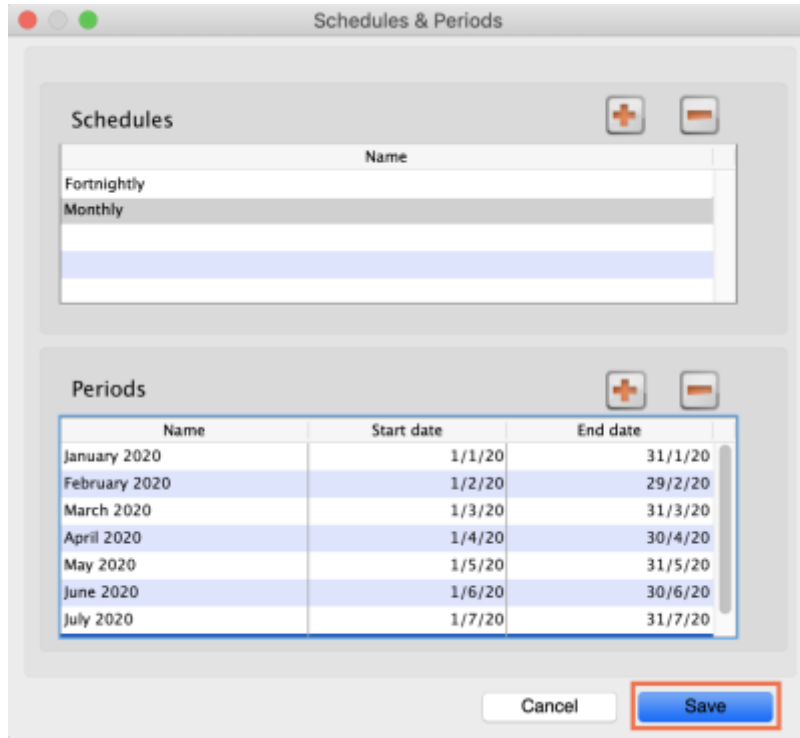 Schedules & Periods
Schedules
Name
Fortnightly
Monthly
Periods
Name Start date End date
January 2020 1/1/20 31/1/20
February 2020 1/2/20 29/2/20
March 2020 1/3/20 31/3/20
April 2020 1/4/20 30/4/20
May 2020 1/5/20 31/5/20
June 2020 1/6/20 30/6/20
July 2020 1/7/20 31/7/20
Cancel Save